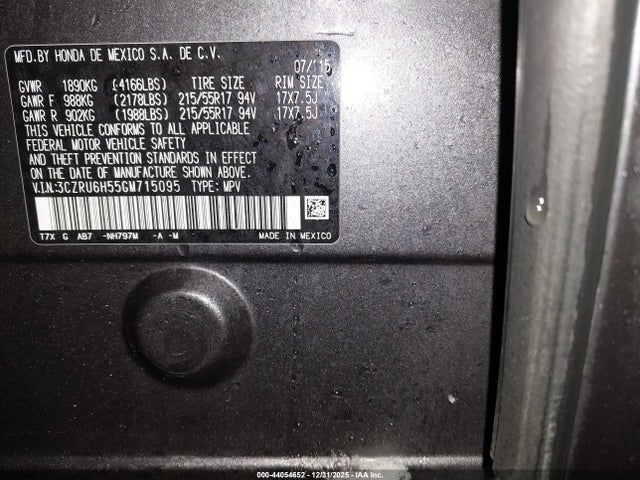 MFD.BY HONDA DE MEXICO S.A. DE C.V.
07/'15
GVWR 1890KG (4166LBS) TIRE SIZE RIM SIZE
GAWR F 988KG (2178LBS) 215/55R17 94V 17X7.5J
GAWR R 902KG (1988LBS) 215/55R17 94V 17X7.5J
THIS VEHICLE CONFORMS TO ALL APPLICABLE
FEDERAL MOTOR VEHICLE SAFETY
AND THEFT PREVENTION STANDARDS IN EFFECT
ON THE DATE OF MANUFACTURE SHOWN ABOVE.
V.I.N:3CZRU6H55GM715095 TYPE: MPV
T7X G AB7 -NH797M -A -M MADE IN MEXICO
000-44054652 • 12/31/2025 • IAA Inc.